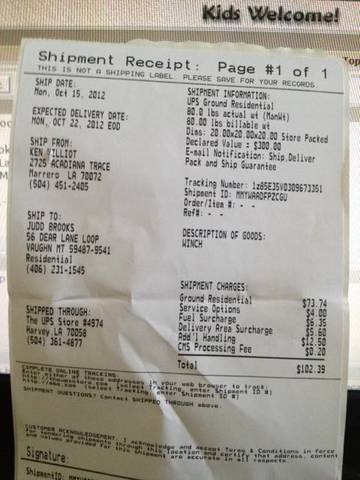 Kids Welcome!
Shipment Receipt: Page #1 of 1
THIS IS NOT A SHIPPING LABEL. PLEASE SAVE FOR YOUR RECORDS.
SHIP DATE:
Mon, Oct 15, 2012
EXPECTED DELIVERY DATE:
MON, OCT 22, 2012 EOD
SHIP FROM:
KEN VILLIOT
2725 ACADIANA TRACE
Marrero LA 70072
(504) 451-2405
SHIP TO:
JUDD BROOKS
56 DEAR LANE LOOP
VAUGHN MT 59487-9541
Residential
(406) 231-1545
SHIPPED THROUGH:
The UPS Store #4974
Harvey, LA 70058
(504) 361-4877
SHIPMENT INFORMATION:
UPS Ground Residential
80.0 lbs actual wt (ManWt)
80.00 lbs billable wt
Dims: 20.00x20.00x20.00 Store Packed
Declared Value = $300.00
E-mail Notification: Ship, Deliver
Pack and Ship Guarantee
Tracking Number: 1z85E35V0309673351
Shipment ID: MMYWARDFPZCGU
Order/Item #: - -
Ref#: - -
DESCRIPTION OF GOODS:
WINCH
SHIPMENT CHARGES:
Ground Residential $73.74
Service Options $4.00
Fuel Surcharge $6.35
Delivery Area Surcharge $5.60
Add'l Handling $12.50
CMS Processing Fee $0.20
Total $102.39
COMPLETE ONLINE TRACKING:
SHIPMENT QUESTIONS? Contact SHIPPED THROUGH above.
CUSTOMER ACKNOWLEDGEMENT: I acknowledge and accept Terms & Conditions in force
Signature:
ShipmentID: